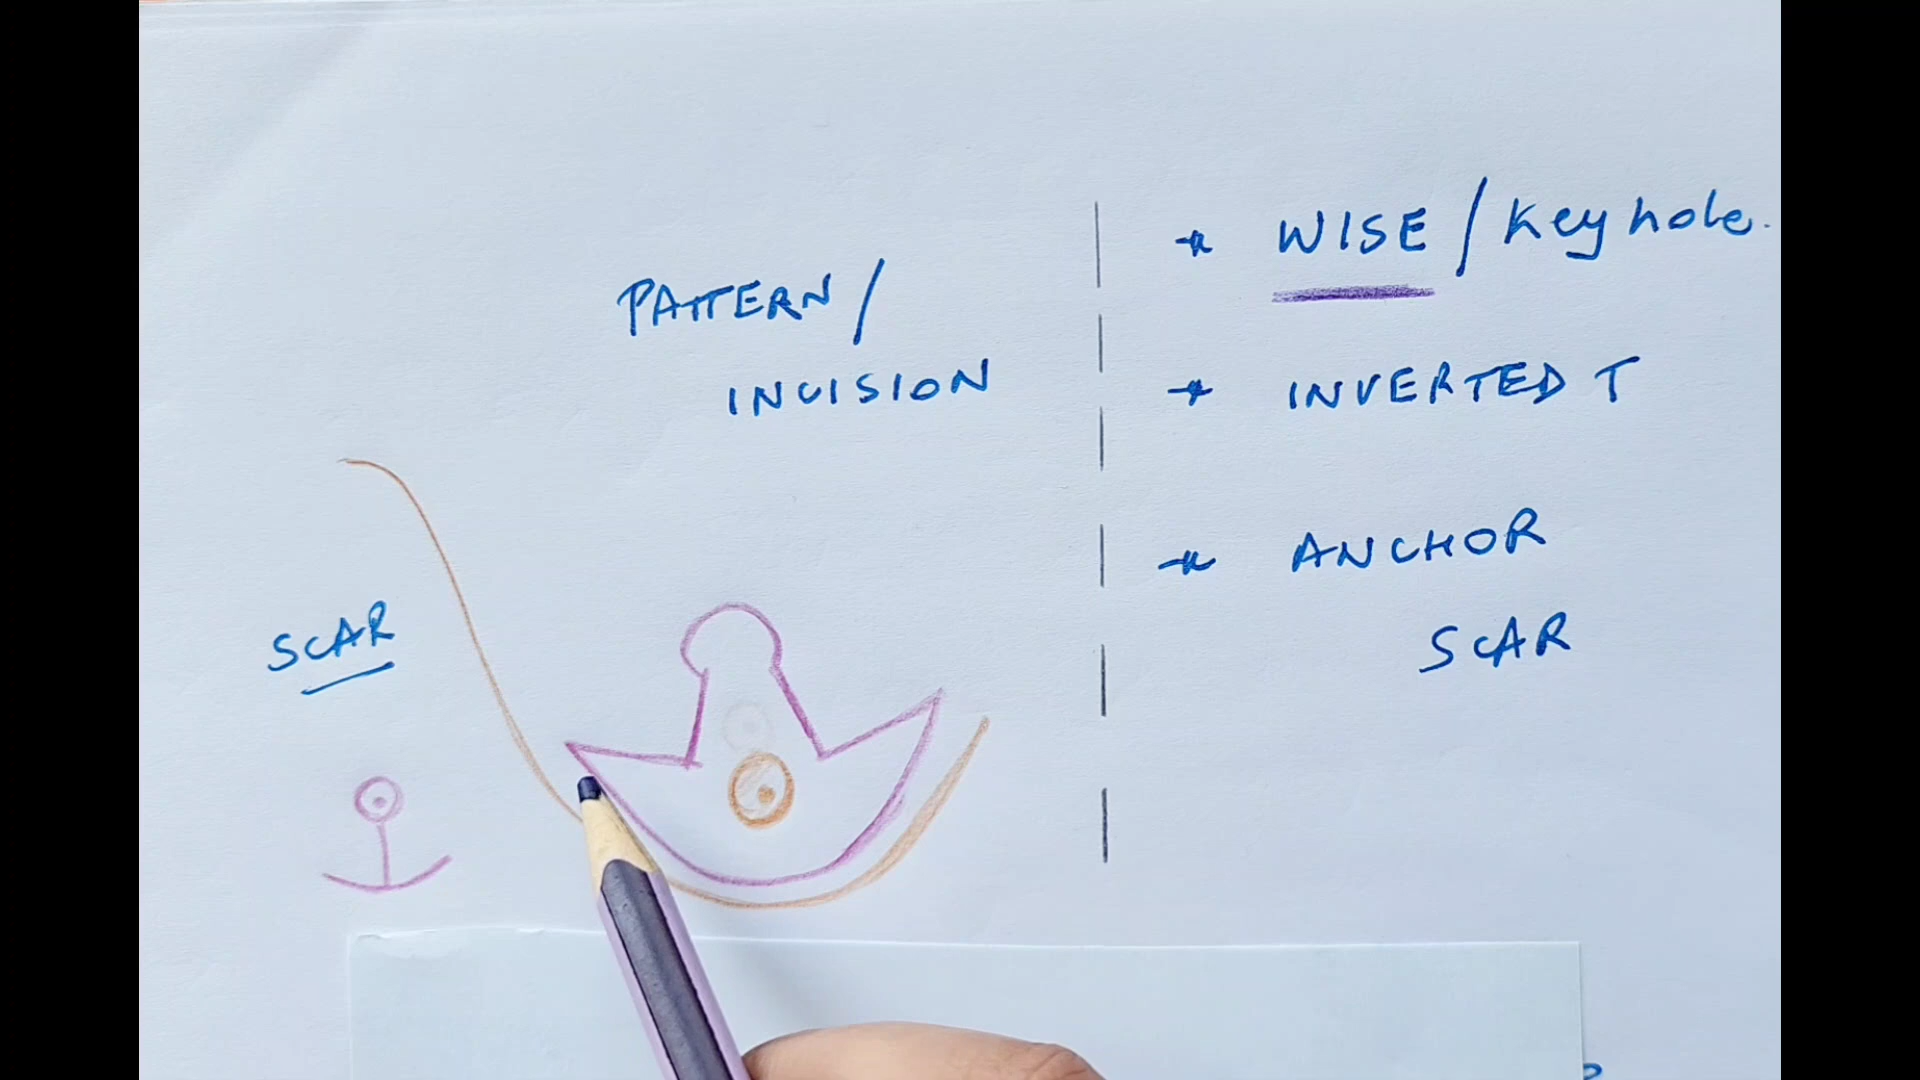 PATTERN /
INCISION
SCAR
* WISE / Keyhole.
* INVERTED T
* ANCHOR
SCAR